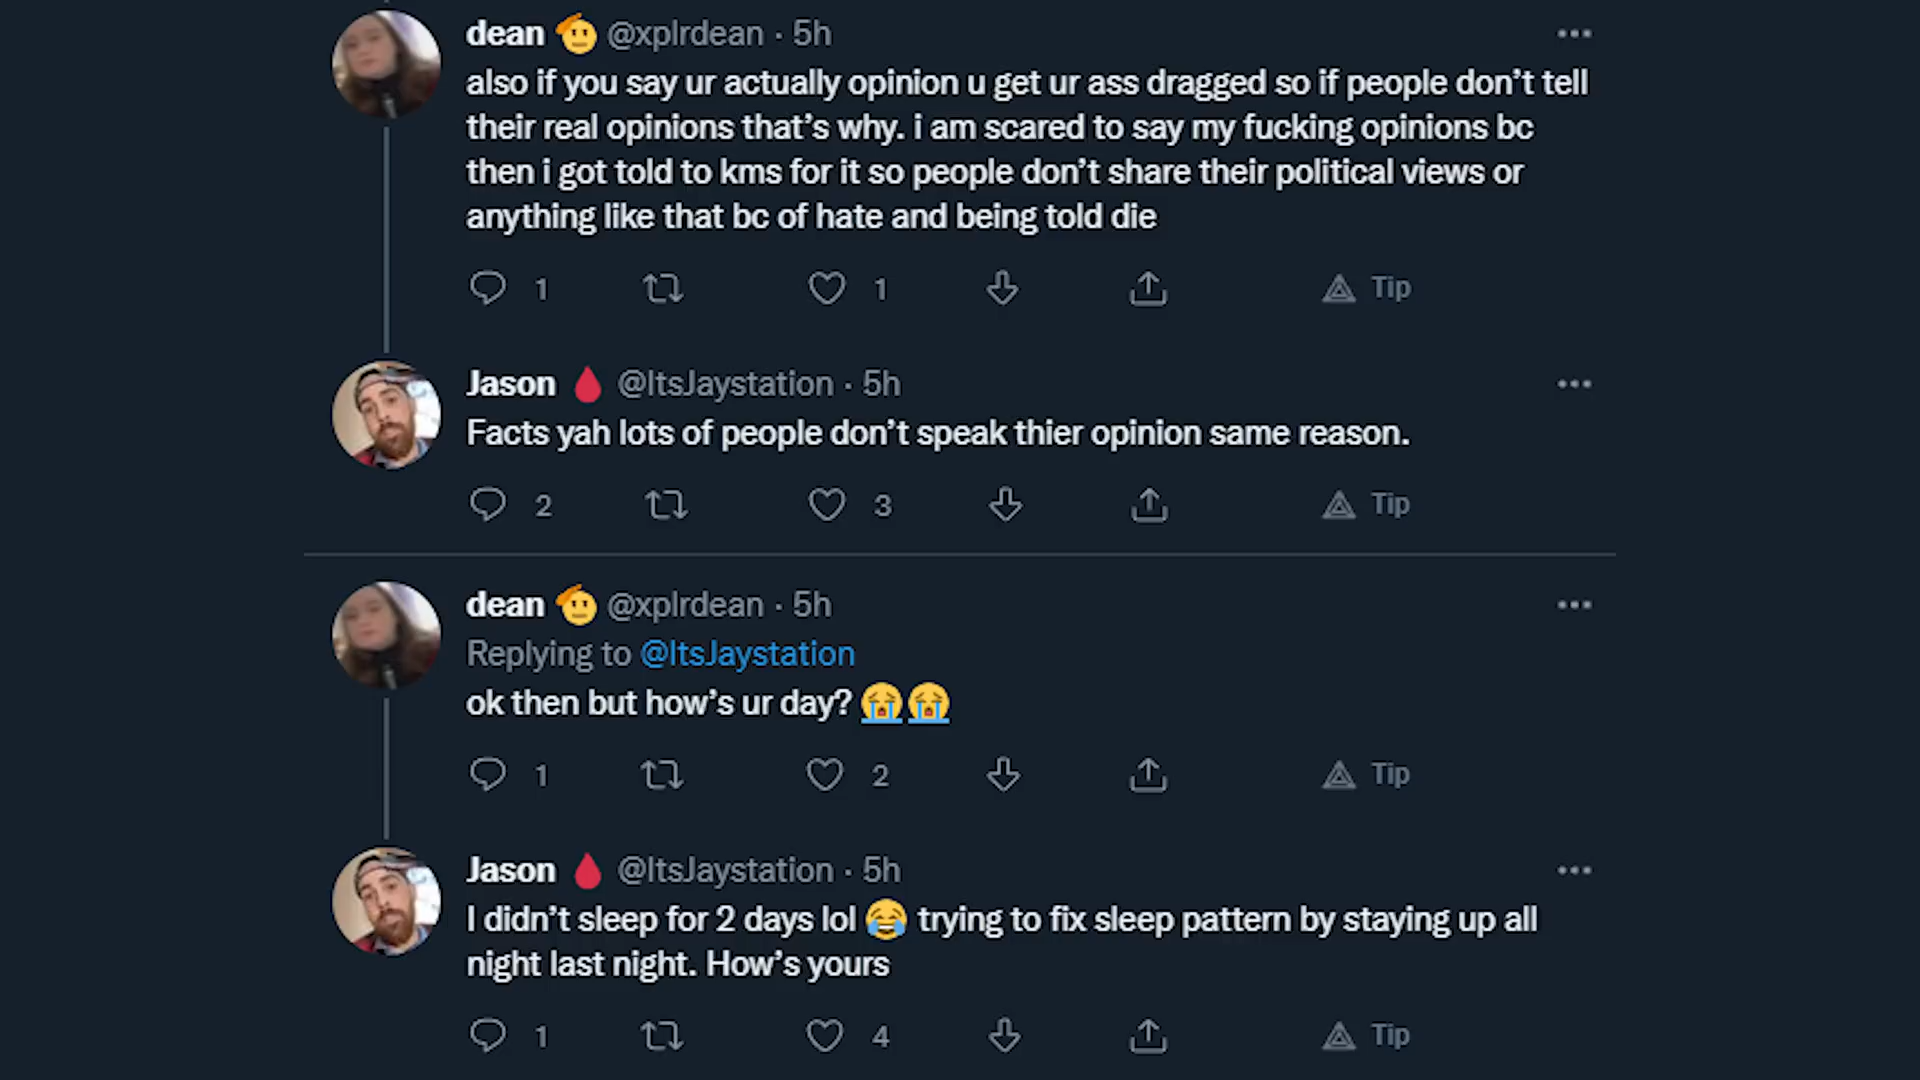 dean 🫡 @xplrdean · 5h
also if you say ur actually opinion u get ur ass dragged so if people don’t tell
their real opinions that’s why. i am scared to say my fucking opinions bc
then i got told to kms for it so people don’t share their political views or
anything like that bc of hate and being told die
1 1 Tip
Jason 🩸 @ItsJaystation · 5h
Facts yah lots of people don’t speak thier opinion same reason.
2 3 Tip
dean 🫡 @xplrdean · 5h
Replying to @ItsJaystation
ok then but how’s ur day? 😭😭
1 2 Tip
Jason 🩸 @ItsJaystation · 5h
I didn’t sleep for 2 days lol 😂 trying to fix sleep pattern by staying up all
night last night. How’s yours
1 4 Tip